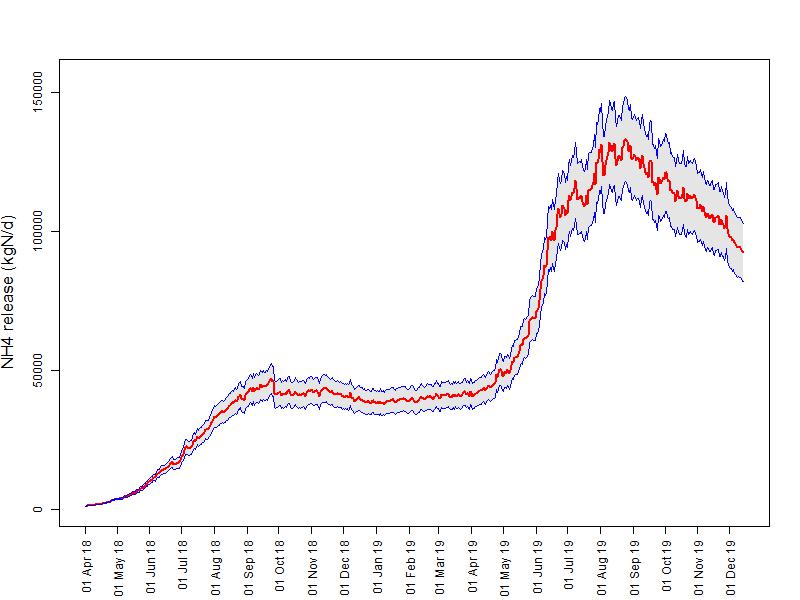 NH4 release (kgN/d)
150000
100000
50000
0
01 Apr 18
01 May 18
01 Jun 18
01 Jul 18
01 Aug 18
01 Sep 18
01 Oct 18
01 Nov 18
01 Dec 18
01 Jan 19
01 Feb 19
01 Mar 19
01 Apr 19
01 May 19
01 Jun 19
01 Jul 19
01 Aug 19
01 Sep 19
01 Oct 19
01 Nov 19
01 Dec 19